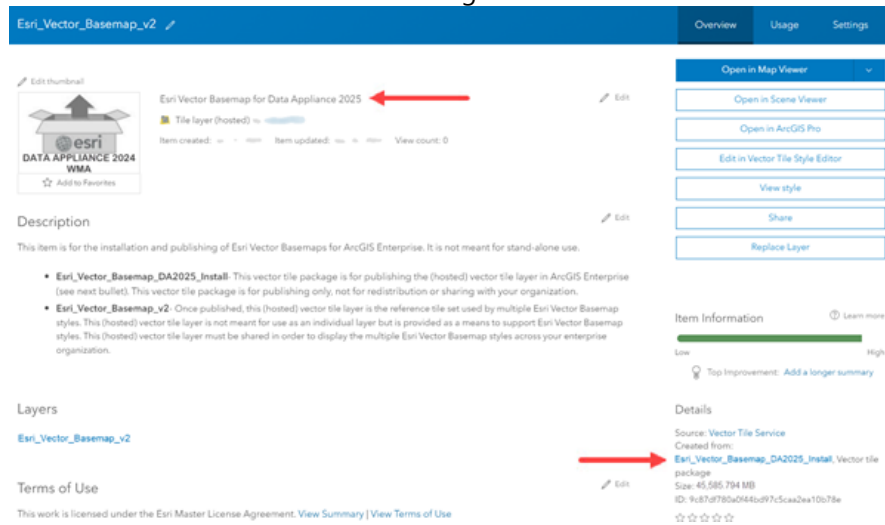 Esri_Vector_Basemap_v2
Overview Usage Settings
Edit thumbnail
esri
DATA APPLIANCE 2024
WMA
Add to Favorites
Esri Vector Basemap for Data Appliance 2025
Edit
Tile layer (hosted)
Item created: Item updated: View count: 0
Open in Map Viewer
Open in Scene Viewer
Open in ArcGIS Pro
Edit in Vector Tile Style Editor
View style
Share
Replace Layer
Description
Edit
This item is for the installation and publishing of Esri Vector Basemaps for ArcGIS Enterprise. It is not meant for stand-alone use.
• Esri_Vector_Basemap_DA2025_Install- This vector tile package is for publishing the (hosted) vector tile layer in ArcGIS Enterprise
(see next bullet). This vector tile package is for publishing only, not for redistribution or sharing with your organization.
• Esri_Vector_Basemap_v2- Once published, this (hosted) vector tile layer is the reference tile set used by multiple Esri Vector Basemap
styles. This (hosted) vector tile layer is not meant for use as an individual layer but is provided as a means to support Esri Vector Basemap
styles. This (hosted) vector tile layer must be shared in order to display the multiple Esri Vector Basemap styles across your enterprise
organization.
Item Information
Learn more
Low High
Top Improvement: Add a longer summary
Layers
Esri_Vector_Basemap_v2
Details
Source: Vector Tile Service
Created from:
Esri_Vector_Basemap_DA2025_Install, Vector tile
package
Size: 45,585.794 MB
ID: 9c87df780a0f44bd97c5caa2ea10b78e
Terms of Use
Edit
This work is licensed under the Esri Master License Agreement. View Summary | View Terms of Use